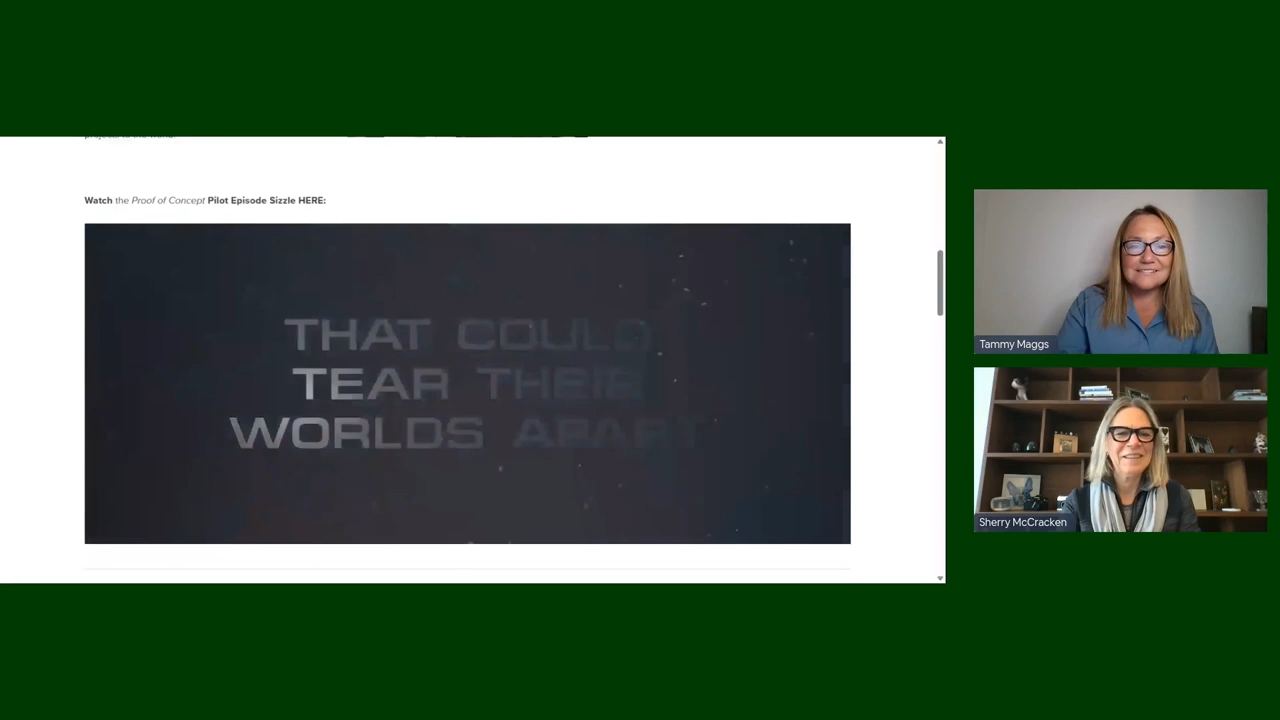 Watch the Proof of Concept Pilot Episode Sizzle HERE:
THAT COULD
TEAR THEIR
WORLDS APART
Tammy Maggs
Sherry McCracken